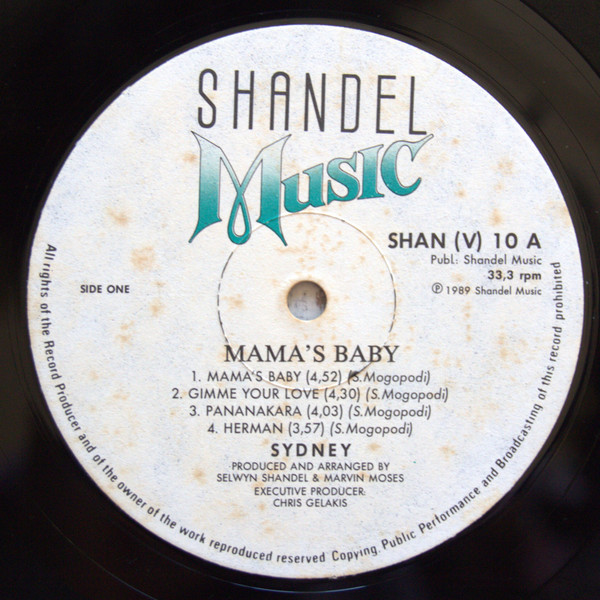 SHANDEL
Music
SHAN (V) 10 A
Publ.: Shandel Music
33,3 rpm
℗ 1989 Shandel Music
SIDE ONE
MAMA'S BABY
1. MAMA'S BABY (4,52) (S.Mogopodi)
2. GIMME YOUR LOVE (4,30) (S.Mogopodi)
3. PANANAKARA (4,03) (S.Mogopodi)
4. HERMAN (3,57) (S.Mogopodi)
SYDNEY
PRODUCED AND ARRANGED BY
SELWYN SHANDEL & MARVIN MOSES
EXECUTIVE PRODUCER:
CHRIS GELAKIS
All rights of the Record Producer and of the owner of the work reproduced reserved Copying, Public Performance and Broadcasting of this record prohibited